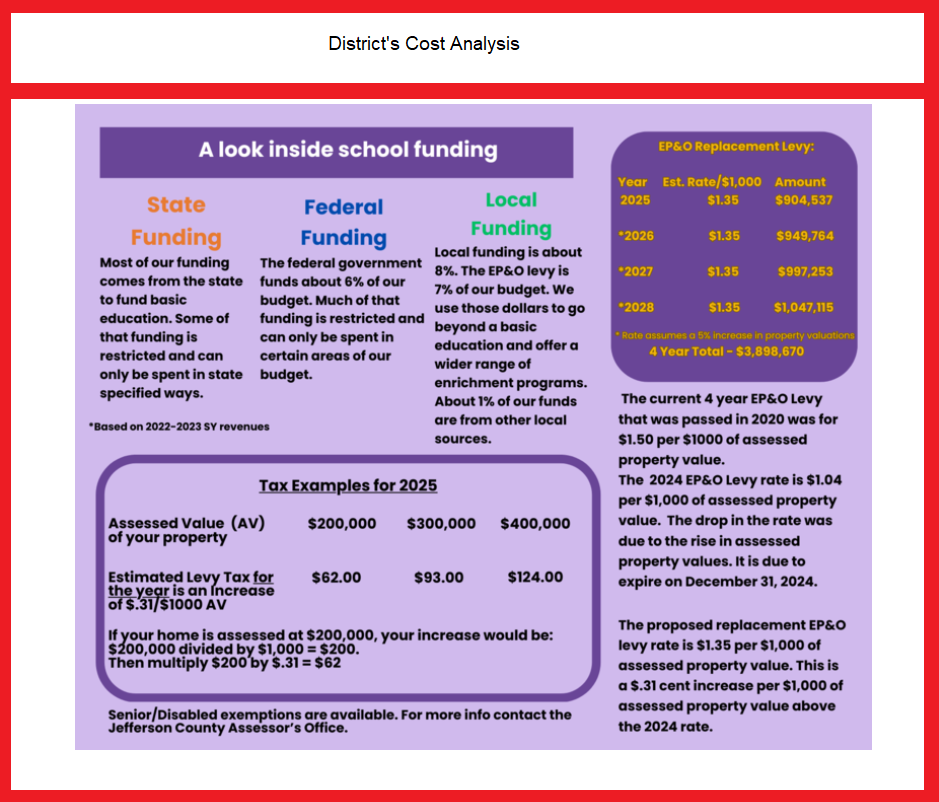 District's Cost Analysis
A look inside school funding
State
Funding
Most of our funding
comes from the state
to fund basic
education. Some of
that funding is
restricted and can
only be spent in state
specified ways.
Federal
Funding
The federal government
funds about 6% of our
budget. Much of that
funding is restricted and
can only be spent in
certain areas of our
budget.
Local
Funding
Local funding is about
8%. The EP&O levy is
7% of our budget. We
use those dollars to go
beyond a basic
education and offer a
wider range of
enrichment programs.
About 1% of our funds
are from other local
sources.
*Based on 2022-2023 SY revenues
EP&O Replacement Levy:
Year Est. Rate/$1,000 Amount
2025 $1.35 $904,537
*2026 $1.35 $949,764
*2027 $1.35 $997,253
*2028 $1.35 $1,047,115
* Rate assumes a 5% increase in property valuations
4 Year Total - $3,898,670
The current 4 year EP&O Levy
that was passed in 2020 was for
$1.50 per $1000 of assessed
property value.
The 2024 EP&O Levy rate is $1.04
per $1,000 of assessed property
value. The drop in the rate was
due to the rise in assessed
property values. It is due to
expire on December 31, 2024.
The proposed replacement EP&O
levy rate is $1.35 per $1,000 of
assessed property value. This is
a $.31 cent increase per $1,000 of
assessed property value above
the 2024 rate.
Tax Examples for 2025
Assessed Value (AV) $200,000 $300,000 $400,000
of your property
Estimated Levy Tax for $62.00 $93.00 $124.00
the year is an Increase
of $.31/$1000 AV
If your home is assessed at $200,000, your increase would be:
$200,000 divided by $1,000 = $200.
Then multiply $200 by $.31 = $62
Senior/Disabled exemptions are available. For more info contact the
Jefferson County Assessor's Office.